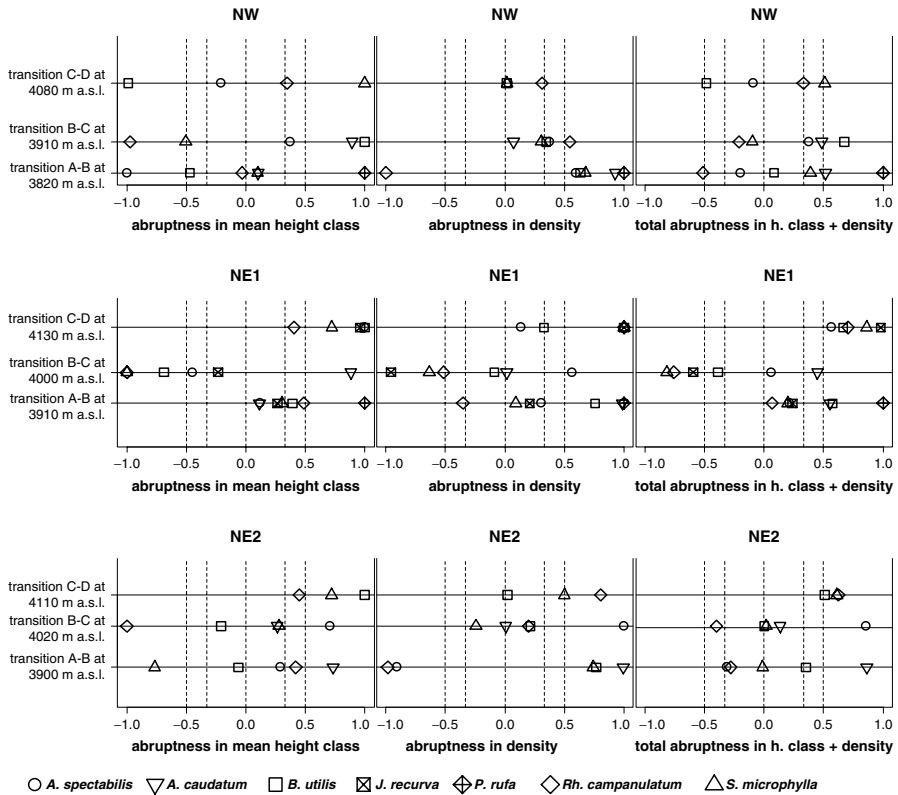 NW NW NW
transition C-D at
4080 m a.s.l.
transition B-C at
3910 m a.s.l.
transition A-B at
3820 m a.s.l.
−1.0 −0.5 0.0 0.5 1.0 −1.0 −0.5 0.0 0.5 1.0 −1.0 −0.5 0.0 0.5 1.0
abruptness in mean height class abruptness in density total abruptness in h. class + density
NE1 NE1 NE1
transition C-D at
4130 m a.s.l.
transition B-C at
4000 m a.s.l.
transition A-B at
3910 m a.s.l.
−1.0 −0.5 0.0 0.5 1.0 −1.0 −0.5 0.0 0.5 1.0 −1.0 −0.5 0.0 0.5 1.0
abruptness in mean height class abruptness in density total abruptness in h. class + density
NE2 NE2 NE2
transition C-D at
4110 m a.s.l.
transition B-C at
4020 m a.s.l.
transition A-B at
3900 m a.s.l.
−1.0 −0.5 0.0 0.5 1.0 −1.0 −0.5 0.0 0.5 1.0 −1.0 −0.5 0.0 0.5 1.0
abruptness in mean height class abruptness in density total abruptness in h. class + density
A. spectabilis A. caudatum B. utilis J. recurva P. rufa Rh. campanulatum S. microphylla